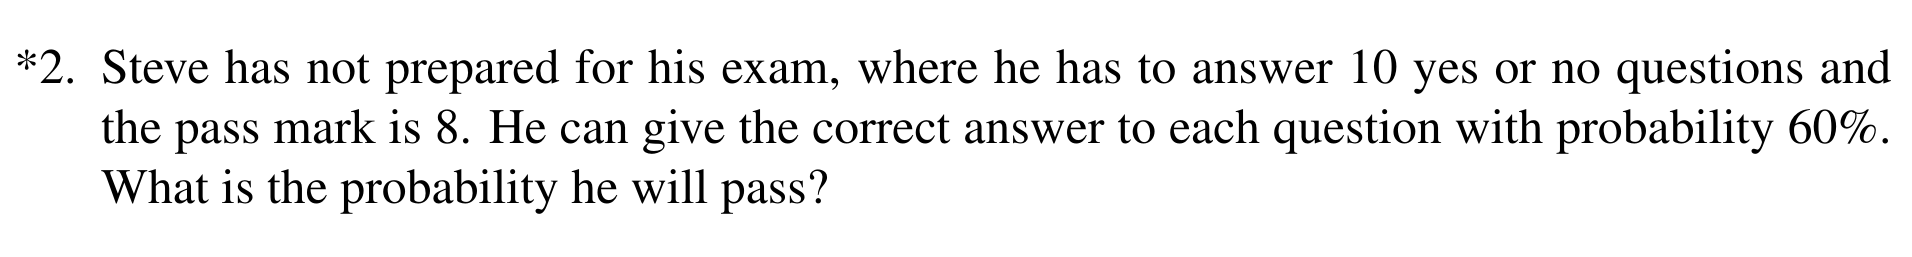 *2. Steve has not prepared for his exam, where he has to answer 10 yes or no questions and
the pass mark is 8. He can give the correct answer to each question with probability 60%.
What is the probability he will pass?